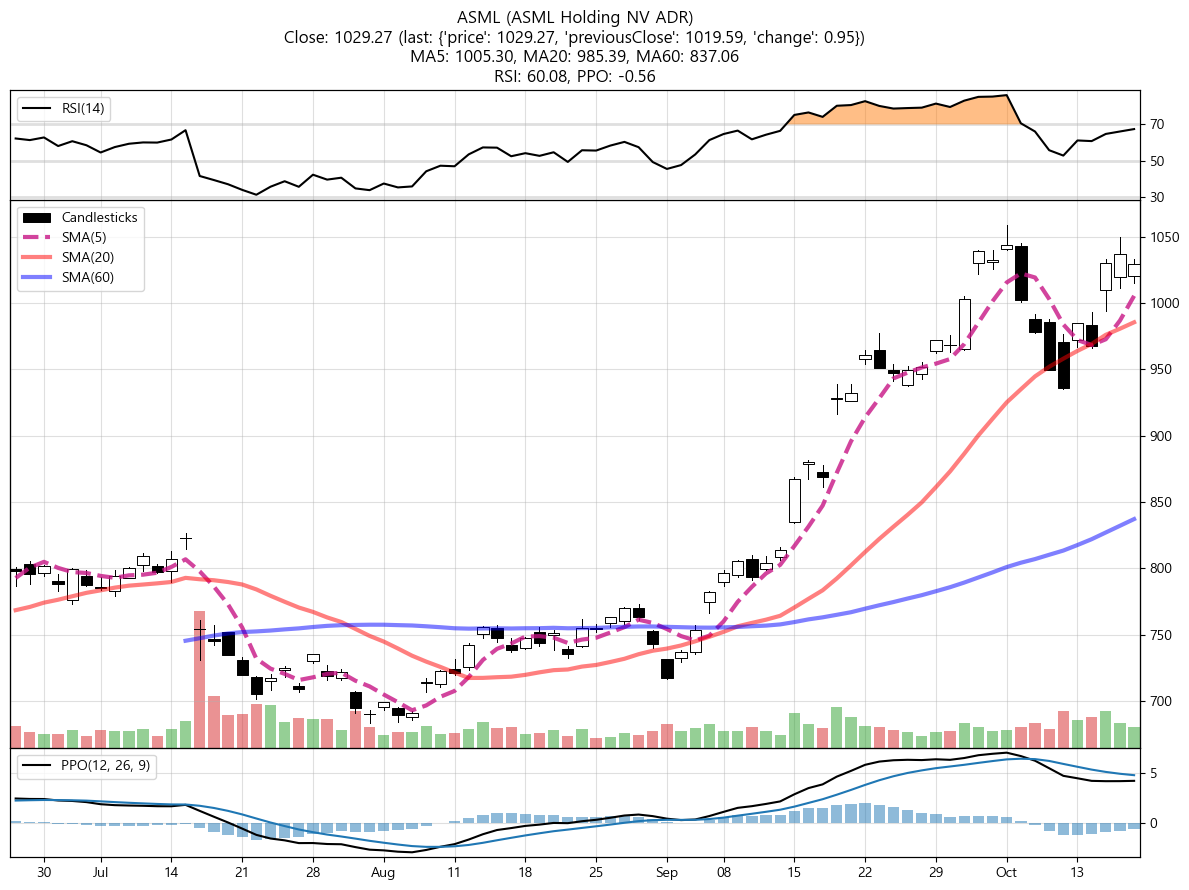 ASML (ASML Holding NV ADR)
Close: 1029.27 (last: {'price': 1029.27, 'previousClose': 1019.59, 'change': 0.95})
MA5: 1005.30, MA20: 985.39, MA60: 837.06
RSI: 60.08, PPO: -0.56
RSI(14)
70
50
30
Candlesticks
SMA(5)
SMA(20)
SMA(60)
1050
1000
950
900
850
800
750
700
PPO(12, 26, 9)
5
0
30 Jul 14 21 28 Aug 11 18 25 Sep 08 15 22 29 Oct 13